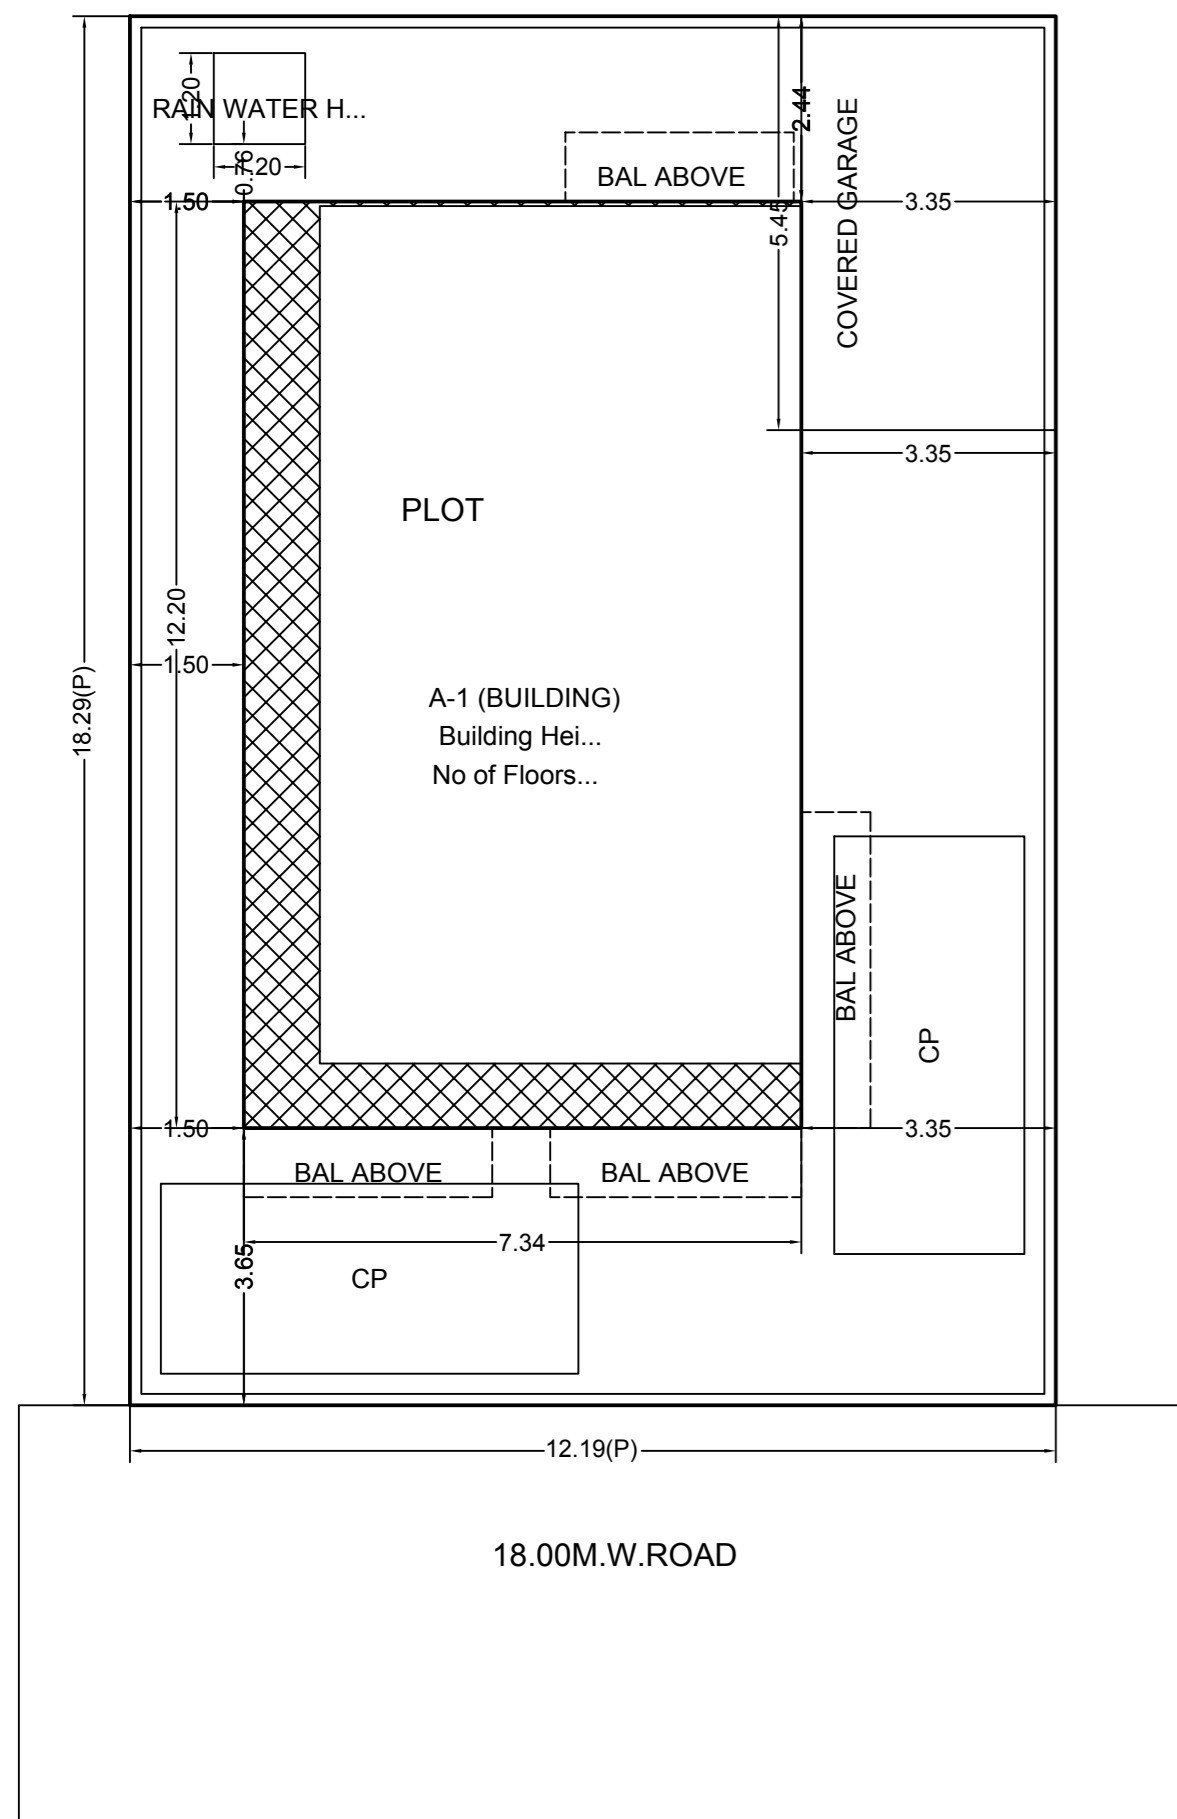 2.44
1.20
RAIN WATER H...
COVERED GARAGE
1.20
0.76
BAL ABOVE
1.50
3.35
5.45
3.35
PLOT
12.20
1.50
18.29(P)
A-1 (BUILDING)
Building Hei...
No of Floors...
BAL ABOVE
CP
1.50
3.35
BAL ABOVE
BAL ABOVE
7.34
3.65
CP
12.19(P)
18.00M.W.ROAD